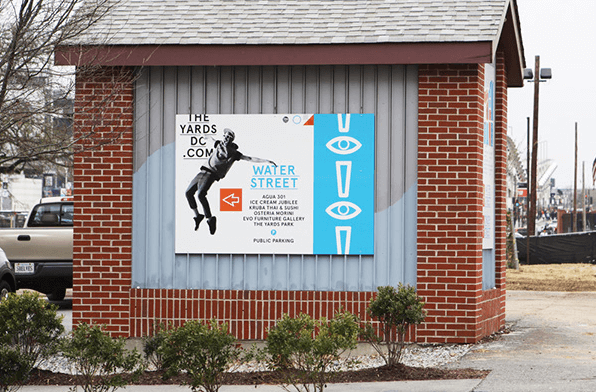 THE
YARDS
DC
.COM
WATER
STREET
AGUA 301
ICE CREAM JUBILEE
KRUBA THAI & SUSHI
OSTERIA MORINI
EVO FURNITURE GALLERY
THE YARDS PARK
P
PUBLIC PARKING